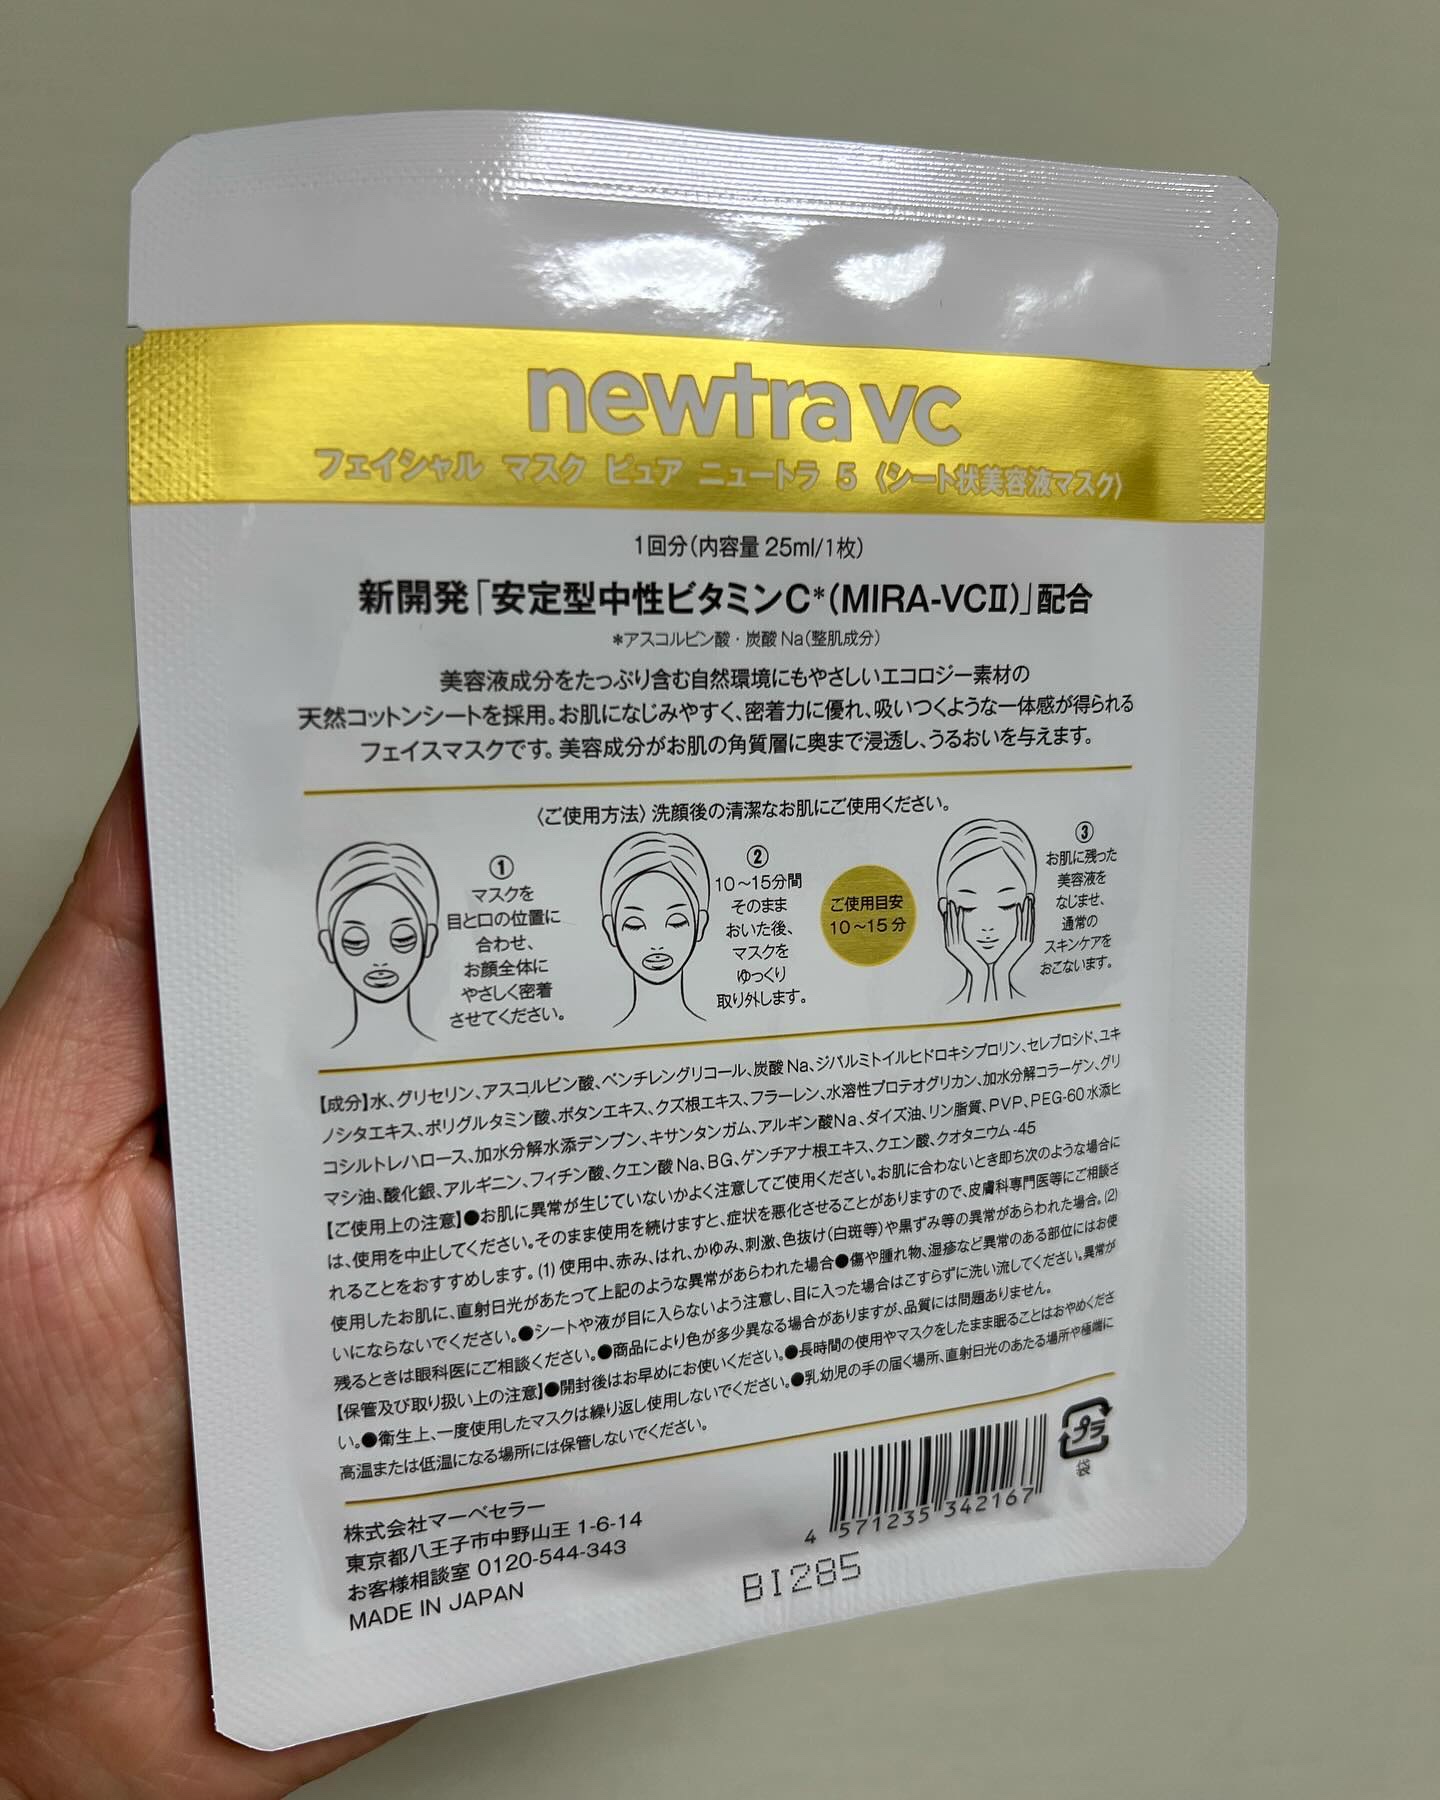 newtra vc
フェイシャル マスク ピュア ニュートラ 5 〈シート状美容液マスク〉
1回分(内容量 25ml/1枚)
新開発「安定型中性ビタミンC*(MIRA-VCⅡ)」配合
*アスコルビン酸・炭酸Na(整肌成分)
美容液成分をたっぷり含む自然環境にもやさしいエコロジー素材の
天然コットンシートを採用。お肌になじみやすく、密着力に優れ、吸いつくような一体感が得られる
フェイスマスクです。美容成分がお肌の角質層に奥まで浸透し、うるおいを与えます。
〈ご使用方法〉洗顔後の清潔なお肌にご使用ください。
①
マスクを
目と口の位置に
合わせ、
お顔全体に
やさしく密着
させてください。
②
10〜15分間
そのまま
おいた後、
マスクを
ゆっくり
取り外します。
ご使用目安
10〜15分
③
お肌に残った
美容液を
なじませ、
通常の
スキンケアを
おこないます。
【成分】水、グリセリン、アスコルビン酸、ペンチレングリコール、炭酸Na、ジパルミトイルヒドロキシプロリン、セレブロシド、ユキ
ノシタエキス、ポリグルタミン酸、ボタンエキス、クズ根エキス、フラーレン、水溶性プロテオグリカン、加水分解コラーゲン、グリ
コシルトレハロース、加水分解水添デンプン、キサンタンガム、アルギン酸Na、ダイズ油、リン脂質、PVP、PEG-60水添ヒ
マシ油、酸化銀、アルギニン、フィチン酸、クエン酸Na、BG、ゲンチアナ根エキス、クエン酸、クオタニウム-45
【ご使用上の注意】●お肌に異常が生じていないかよく注意してご使用ください。お肌に合わないとき即ち次のような場合に
は、使用を中止してください。そのまま使用を続けますと、症状を悪化させることがありますので、皮膚科専門医等にご相談さ
れることをおすすめします。(1)使用中、赤み、はれ、かゆみ、刺激、色抜け(白斑等)や黒ずみ等の異常があらわれた場合。(2)
使用したお肌に、直射日光があたって上記のような異常があらわれた場合●傷や腫れ物、湿疹など異常のある部位にはお使
いにならないでください。●シートや液が目に入らないよう注意し、目に入った場合はこすらずに洗い流してください。異常が
残るときは眼科医にご相談ください。●商品により色が多少異なる場合がありますが、品質には問題ありません。
【保管及び取り扱い上の注意】●開封後はお早めにお使いください。●長時間の使用やマスクをしたまま眠ることはおやめくださ
い。●衛生上、一度使用したマスクは繰り返し使用しないでください。●乳幼児の手の届く場所、直射日光のあたる場所や極端に
高温または低温になる場所には保管しないでください。
株式会社マーベセラー
東京都八王子市中野山王 1-6-14
お客様相談室 0120-544-343
MADE IN JAPAN
4 571235 342167
プラ
袋
BI285